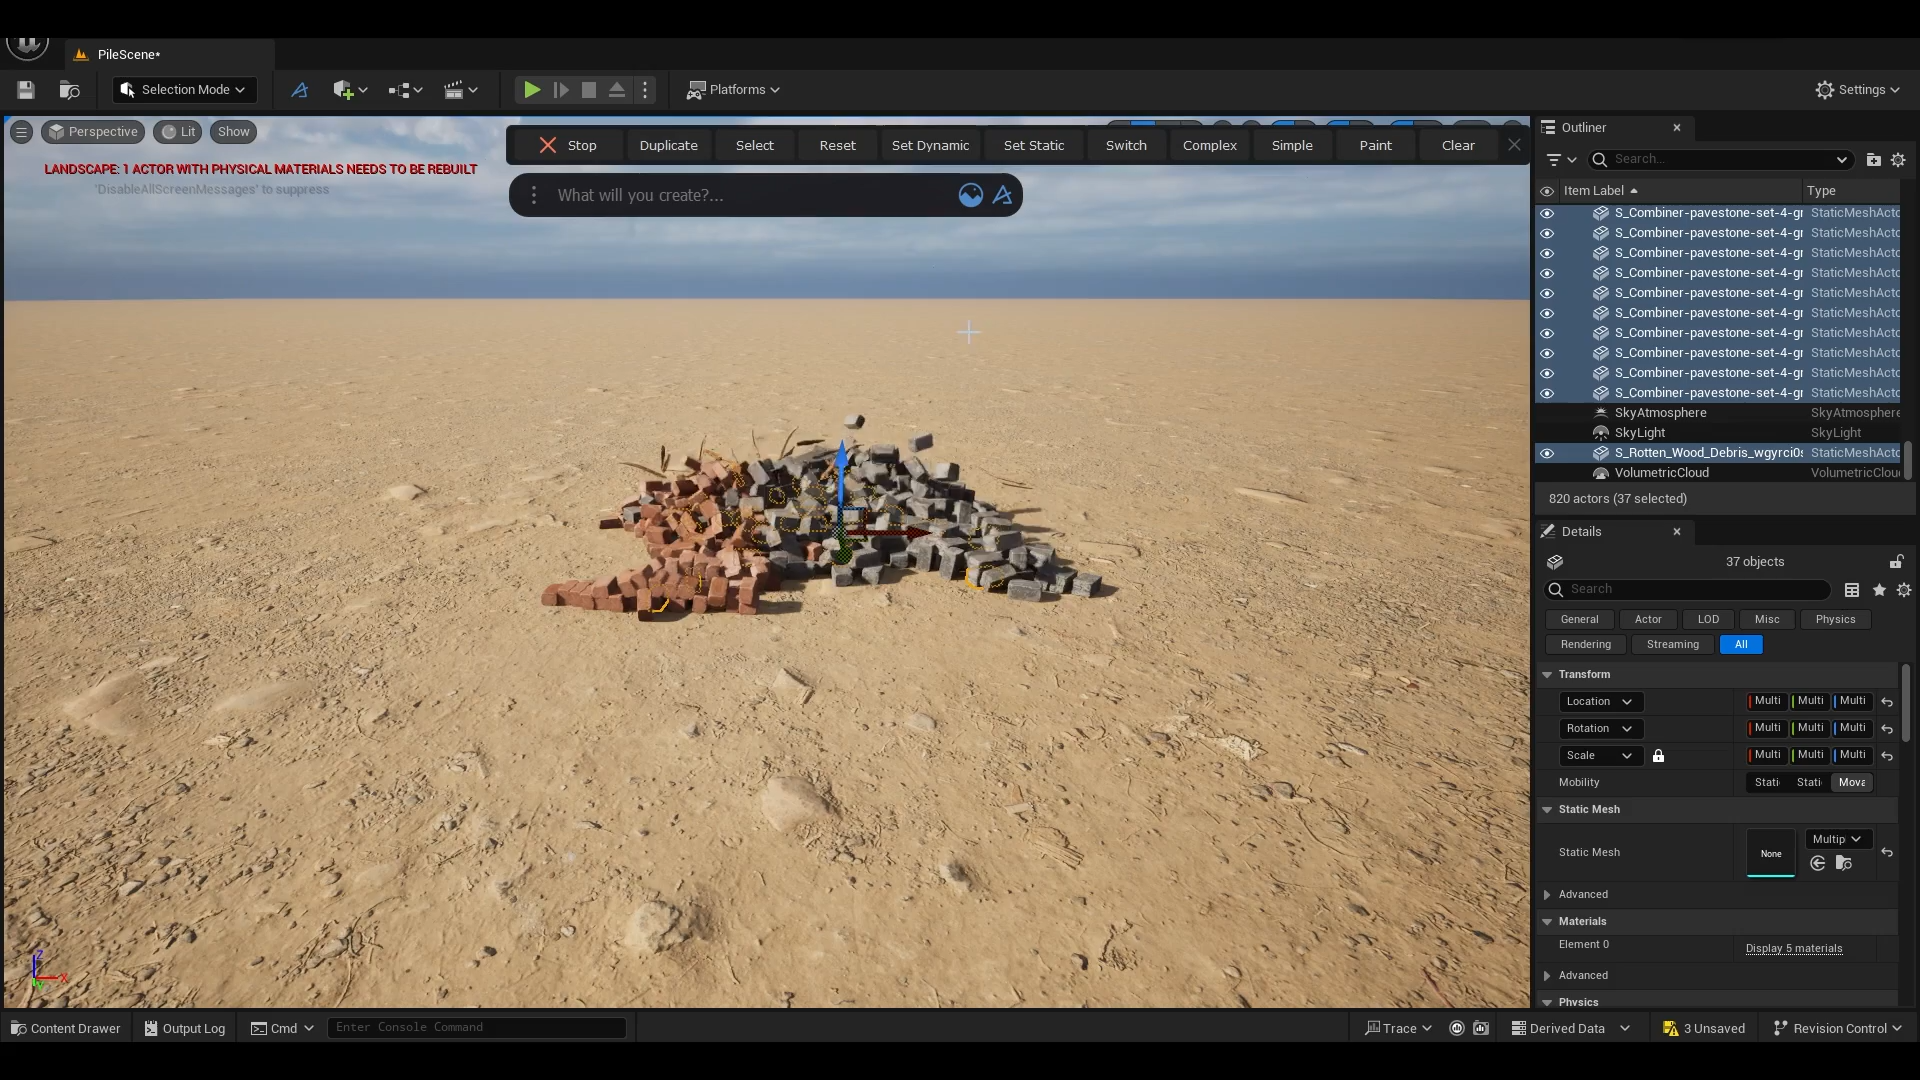 PileScene*
Selection Mode
Platforms
Settings
Perspective
Lit
Show
Stop
Duplicate
Select
Reset
Set Dynamic
Set Static
Switch
Complex
Simple
Paint
Clear
LANDSCAPE: 1 ACTOR WITH PHYSICAL MATERIALS NEEDS TO BE REBUILT
'DisableAllScreenMessages' to suppress
What will you create?...
Outliner
Search...
Item Label
Type
S_Combiner-pavestone-set-4-gr StaticMeshActo
S_Combiner-pavestone-set-4-gr StaticMeshActo
S_Combiner-pavestone-set-4-gr StaticMeshActo
S_Combiner-pavestone-set-4-gr StaticMeshActo
S_Combiner-pavestone-set-4-gr StaticMeshActo
S_Combiner-pavestone-set-4-gr StaticMeshActo
S_Combiner-pavestone-set-4-gr StaticMeshActo
S_Combiner-pavestone-set-4-gr StaticMeshActo
S_Combiner-pavestone-set-4-gr StaticMeshActo
S_Combiner-pavestone-set-4-gr StaticMeshActo
SkyAtmosphere SkyAtmosphere
SkyLight SkyLight
S_Rotten_Wood_Debris_wgyrci0s StaticMeshActo
VolumetricCloud VolumetricClou
820 actors (37 selected)
Details
37 objects
Search
General
Actor
LOD
Misc
Physics
Rendering
Streaming
All
Transform
Location Multi Multi Multi
Rotation Multi Multi Multi
Scale Multi Multi Multi
Mobility Stati Stati Mova
Static Mesh
Static Mesh None Multip
Advanced
Materials
Element 0 Display 5 materials
Advanced
Physics
Z
X
Y
Content Drawer
Output Log
Cmd
Enter Console Command
Trace
Derived Data
3 Unsaved
Revision Control